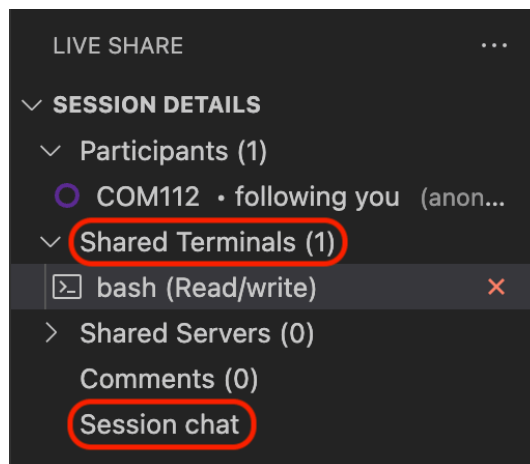 LIVE SHARE ...
SESSION DETAILS
Participants (1)
COM112 • following you (anon...
Shared Terminals (1)
bash (Read/write)
Shared Servers (0)
Comments (0)
Session chat